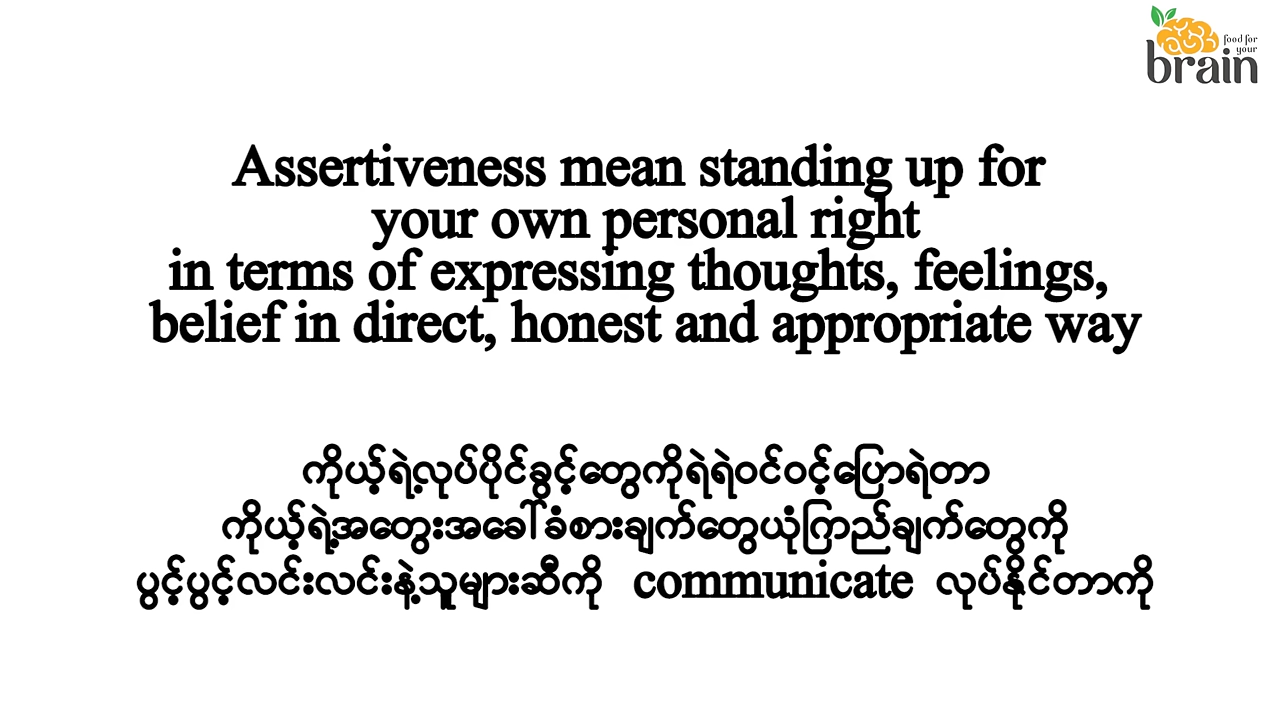 food for
your
brain
Assertiveness mean standing up for
your own personal right
in terms of expressing thoughts, feelings,
belief in direct, honest and appropriate way
ကိုယ့်ရဲ့လုပ်ပိုင်ခွင့်တွေကိုရဲရဲဝင်ဝင့်ပြောရဲတာ
ကိုယ့်ရဲ့အတွေးအခေါ်ခံစားချက်တွေယုံကြည်ချက်တွေကို
ပွင့်ပွင့်လင်းလင်းနဲ့သူများဆီကို communicate လုပ်နိုင်တာကို